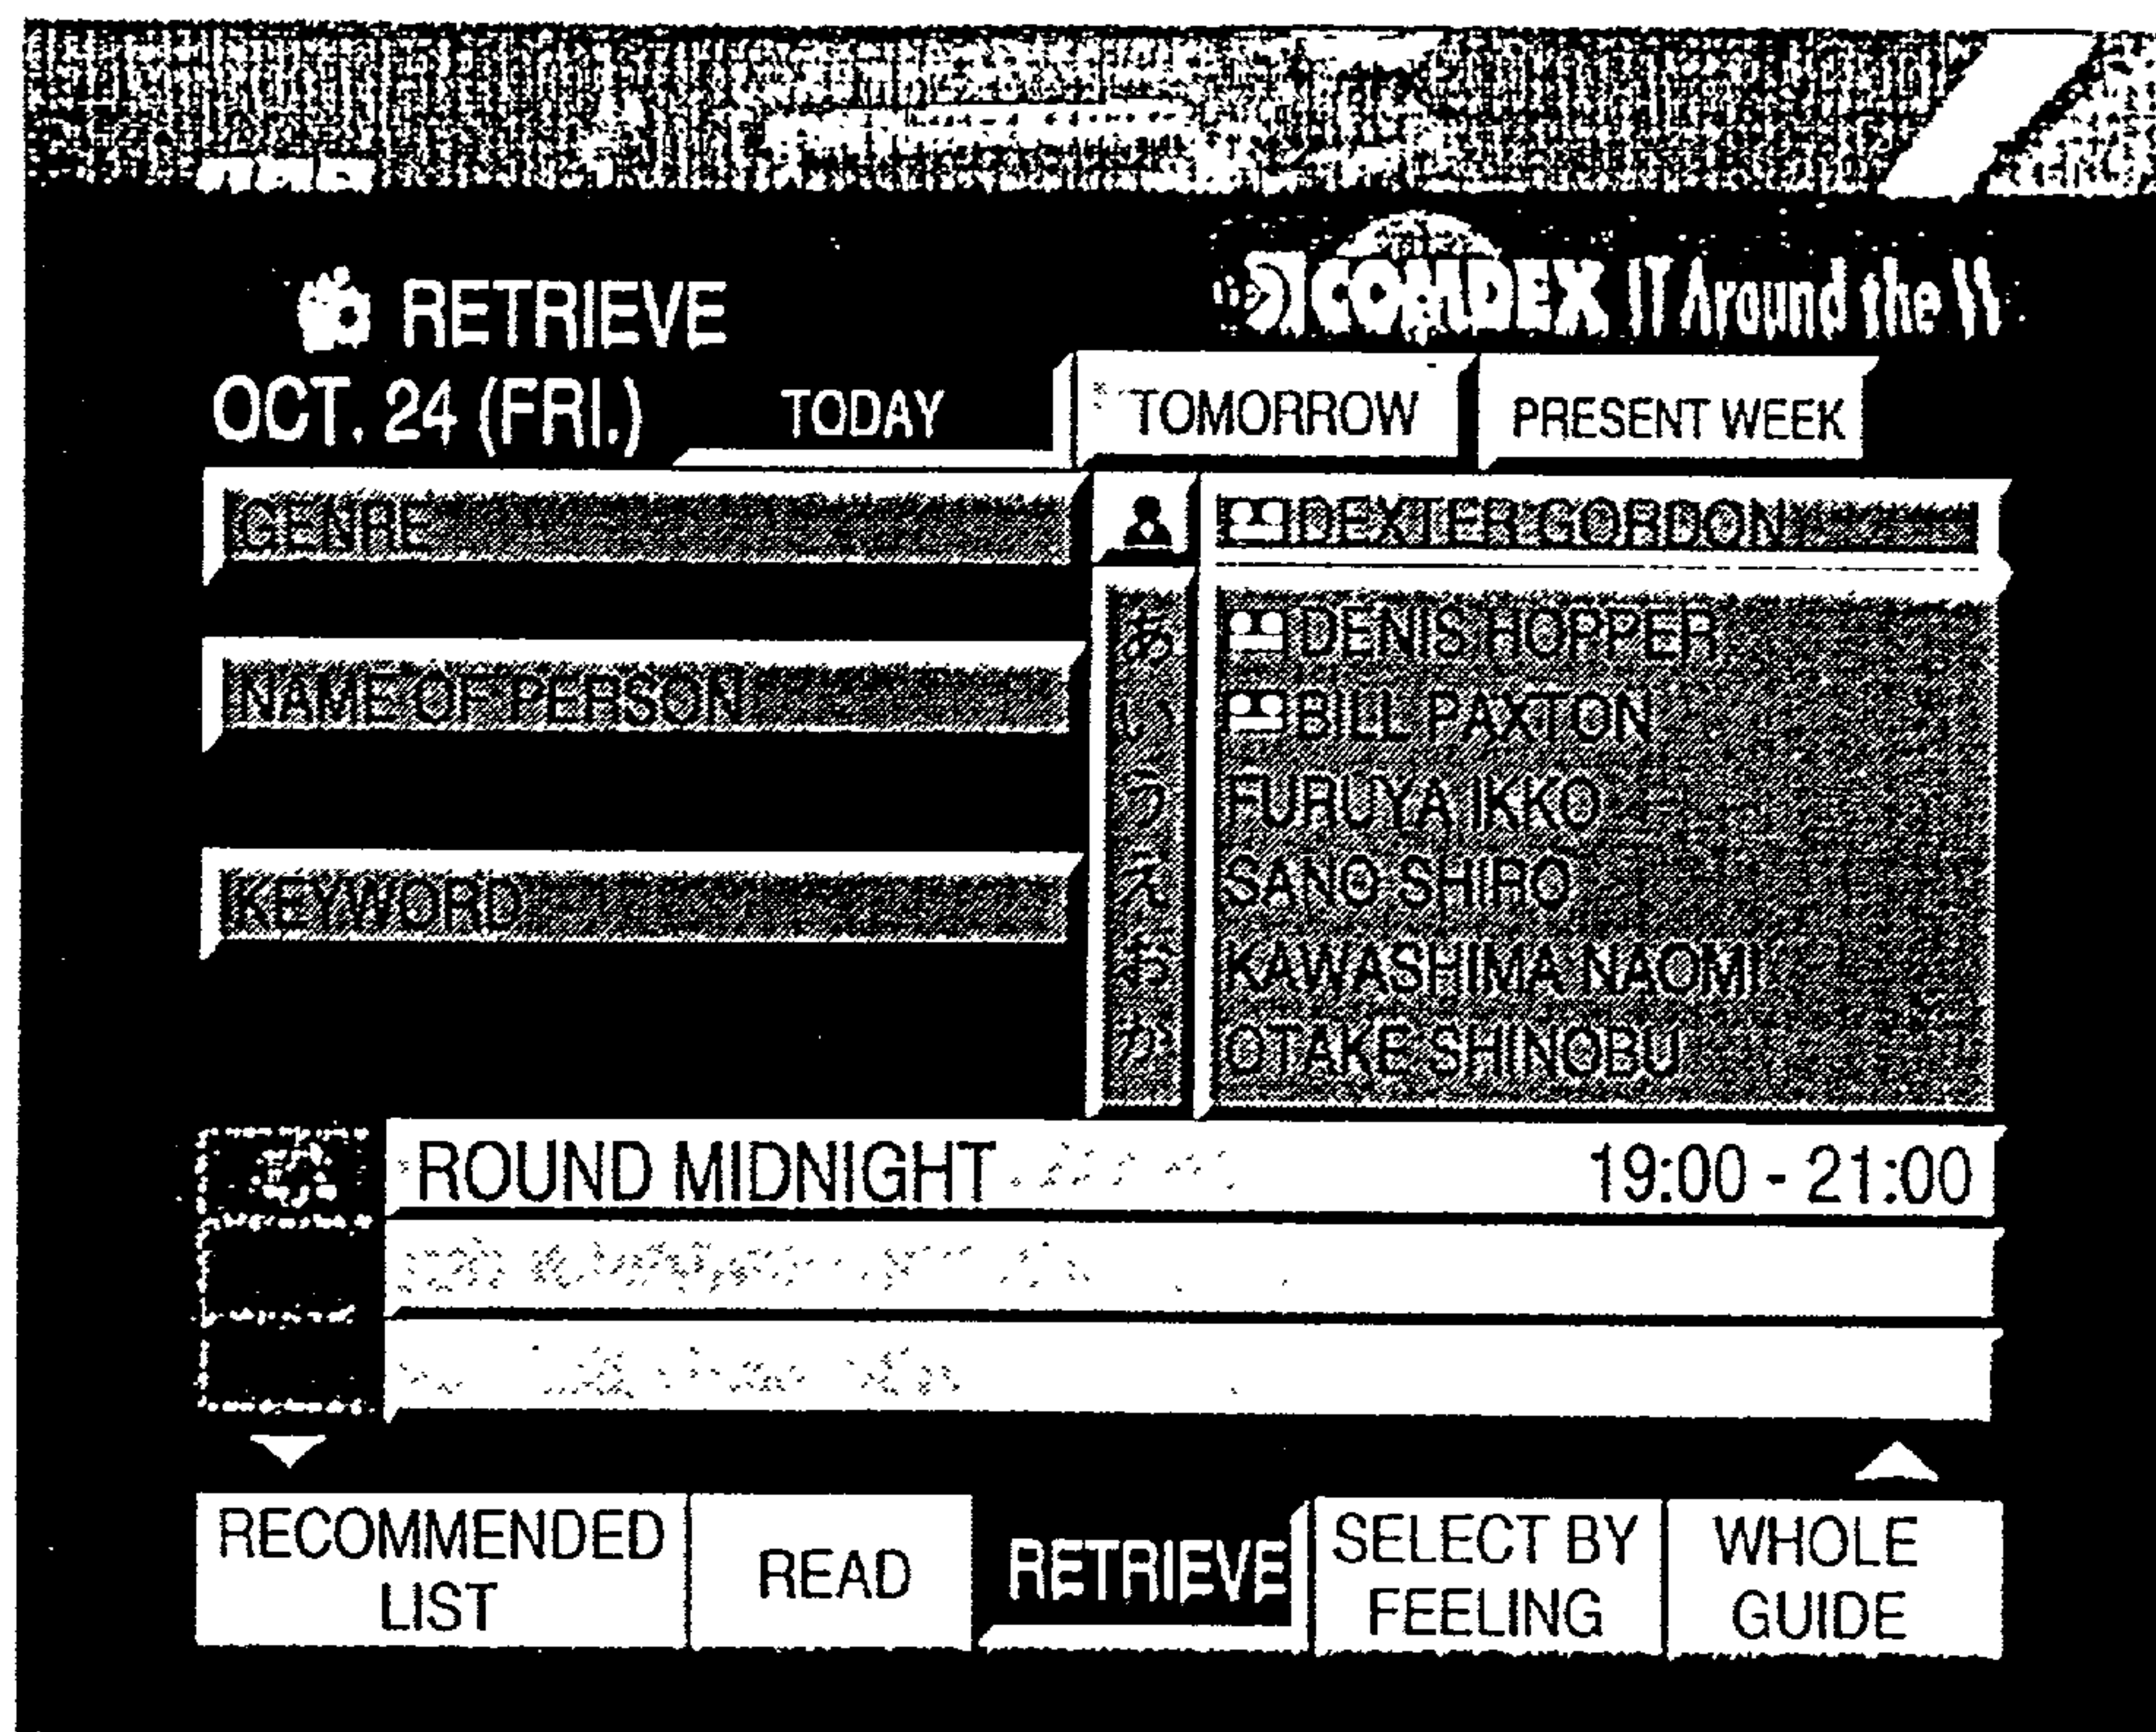 RETRIEVE
COMDEX IT Around the
OCT. 24 (FRI.)
TODAY
TOMORROW
PRESENT WEEK
GENRE
NAME OF PERSON
KEYWORD
あ
い
う
え
お
か
DEXTER GORDON
DENIS HOPPER
BILL PAXTON
FURUYA IKKO
SANO SHIRO
KAWASHIMA NAOMI
OTAKE SHINOBU
ROUND MIDNIGHT 19:00 - 21:00
RECOMMENDED
LIST
READ
RETRIEVE
SELECT BY
FEELING
WHOLE
GUIDE